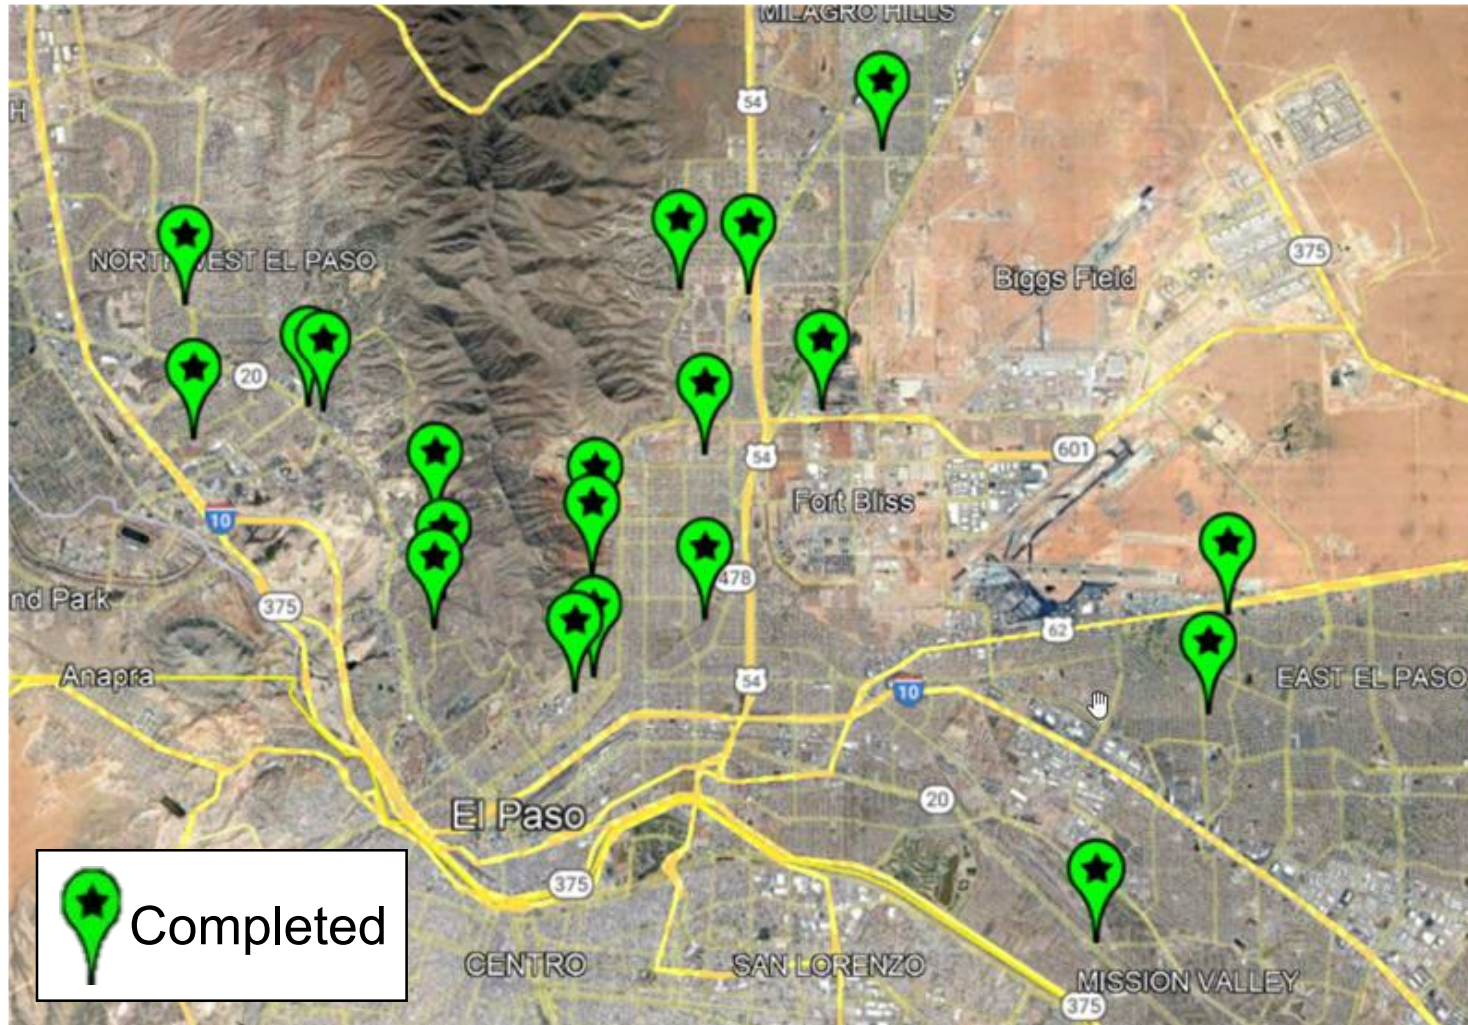 MILAGRO HILLS
54
H
375
NORTHWEST EL PASO
Biggs Field
20
601
54
Fort Bliss
10
478
nd Park
375
62
Anapra
EAST EL PASO
54
10
20
El Paso
375
Completed
CENTRO
SAN LORENZO
MISSION VALLEY
375